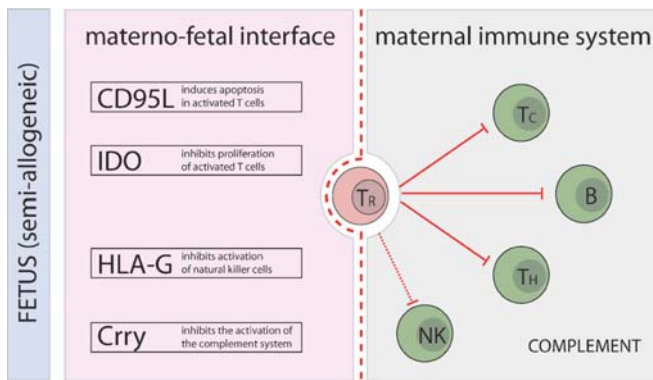 FETUS (semi-allogeneic)
materno-fetal interface
CD95L induces apoptosis
in activated T cells
IDO inhibits proliferation
of activated T cells
HLA-G inhibits activation
of natural killer cells
Crry inhibits the activation of
the complement system
maternal immune system
TR
TC
B
TH
NK
COMPLEMENT